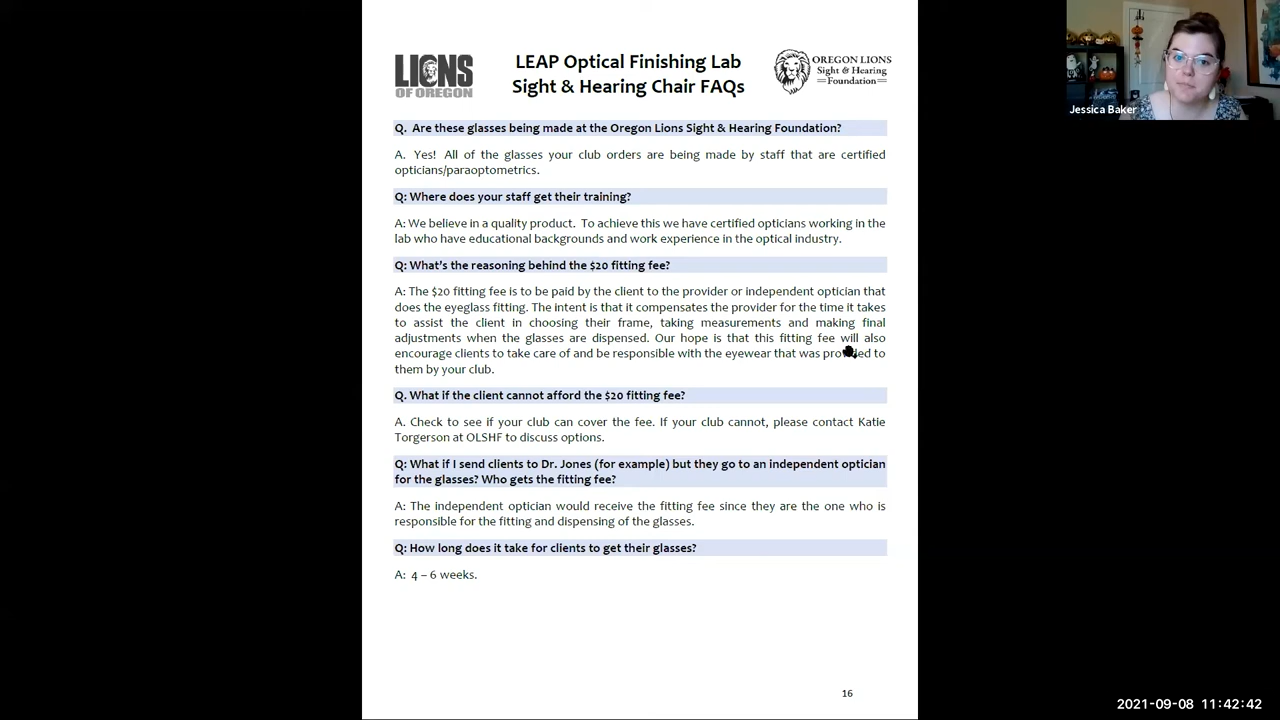 LIONS
OF OREGON
LEAP Optical Finishing Lab
Sight & Hearing Chair FAQs
OREGON LIONS
Sight & Hearing
Foundation
Jessica Baker
Q.  Are these glasses being made at the Oregon Lions Sight & Hearing Foundation?
A.  Yes!  All of the glasses your club orders are being made by staff that are certified
opticians/paraoptometrics.
Q: Where does your staff get their training?
A: We believe in a quality product.  To achieve this we have certified opticians working in the
lab who have educational backgrounds and work experience in the optical industry.
Q: What's the reasoning behind the $20 fitting fee?
A: The $20 fitting fee is to be paid by the client to the provider or independent optician that
does the eyeglass fitting. The intent is that it compensates the provider for the time it takes
to assist the client in choosing their frame, taking measurements and making final
adjustments when the glasses are dispensed. Our hope is that this fitting fee will also
encourage clients to take care of and be responsible with the eyewear that was provided to
them by your club.
Q. What if the client cannot afford the $20 fitting fee?
A. Check to see if your club can cover the fee. If your club cannot, please contact Katie
Torgerson at OLSHF to discuss options.
Q: What if I send clients to Dr. Jones (for example) but they go to an independent optician
for the glasses? Who gets the fitting fee?
A: The independent optician would receive the fitting fee since they are the one who is
responsible for the fitting and dispensing of the glasses.
Q: How long does it take for clients to get their glasses?
A:  4 – 6 weeks.
16
2021-09-08 11:42:42